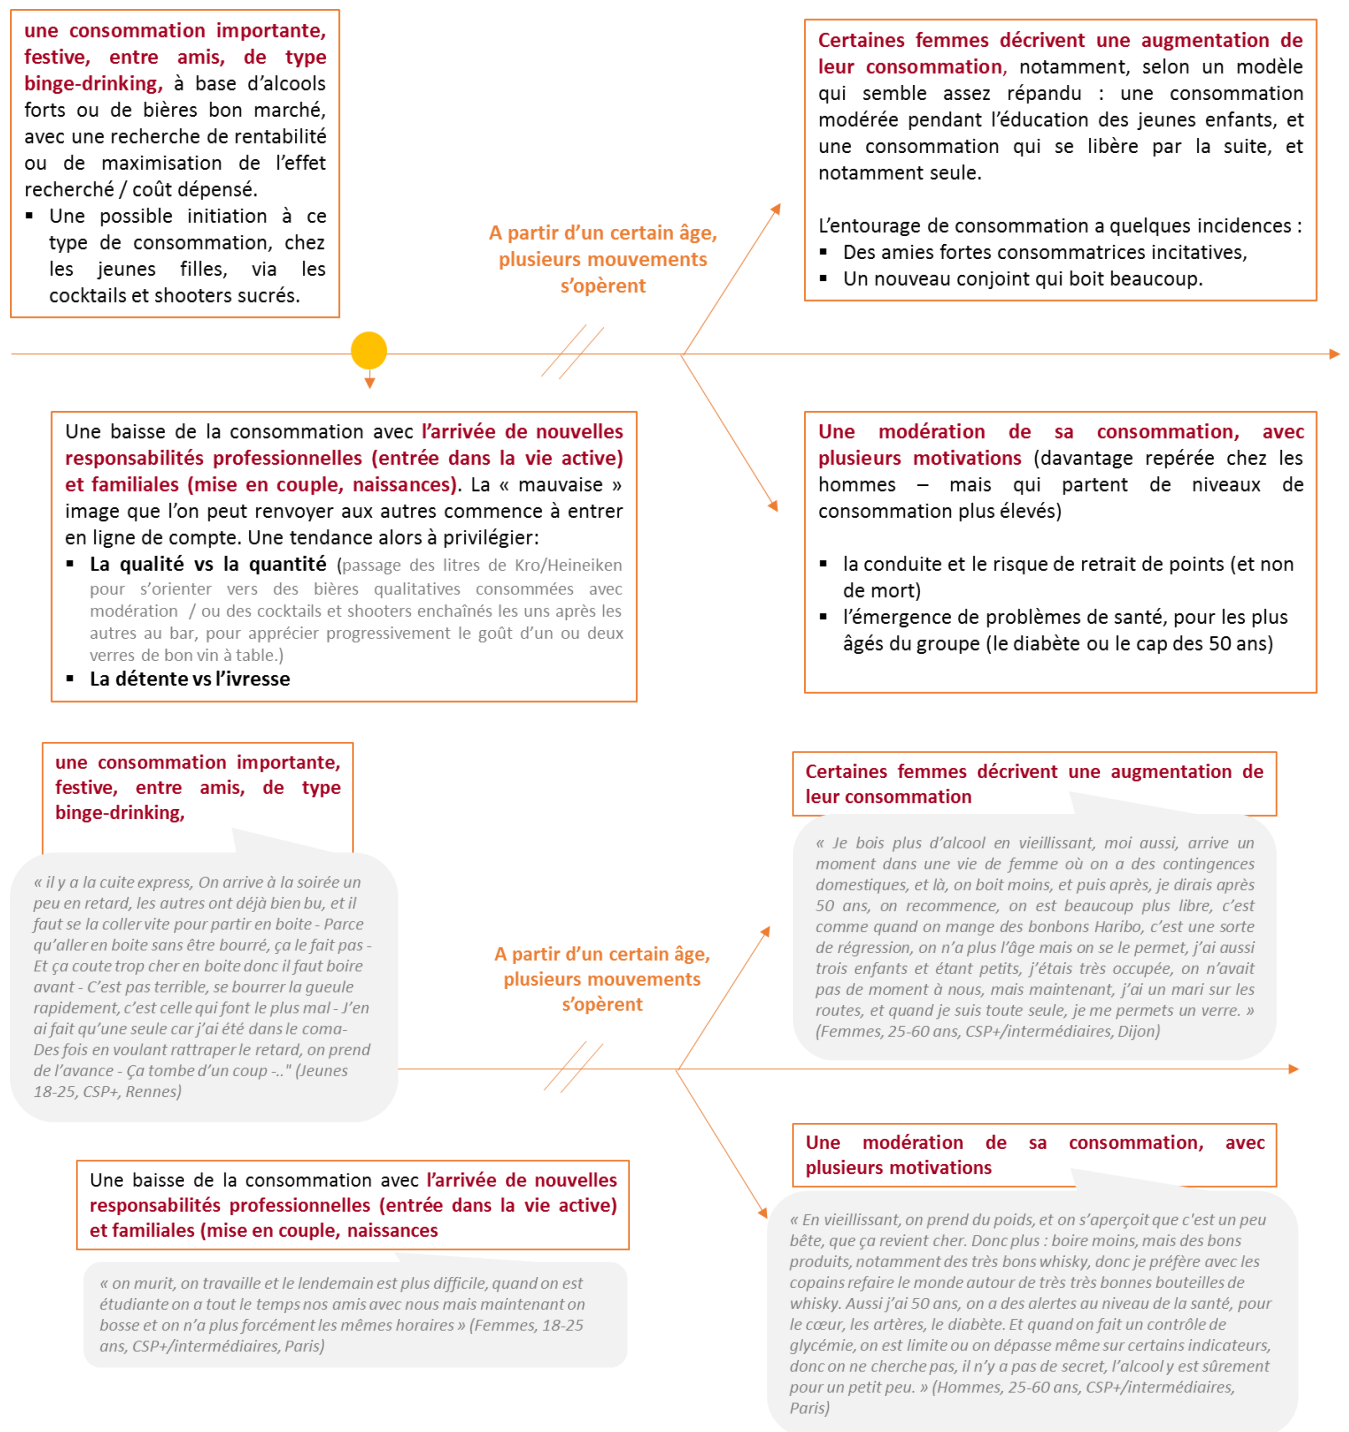 une consommation importante,
festive, entre amis, de type
binge-drinking, à base d’alcools
forts ou de bières bon marché,
avec une recherche de rentabilité
ou de maximisation de l’effet
recherché / coût dépensé.
▪ Une possible initiation à ce
type de consommation, chez
les jeunes filles, via les
cocktails et shooters sucrés.
A partir d’un certain âge,
plusieurs mouvements
s’opèrent
Certaines femmes décrivent une augmentation de
leur consommation, notamment, selon un modèle
qui semble assez répandu : une consommation
modérée pendant l’éducation des jeunes enfants, et
une consommation qui se libère par la suite, et
notamment seule.
L’entourage de consommation a quelques incidences :
▪ Des amies fortes consommatrices incitatives,
▪ Un nouveau conjoint qui boit beaucoup.
Une baisse de la consommation avec l’arrivée de nouvelles
responsabilités professionnelles (entrée dans la vie active)
et familiales (mise en couple, naissances). La « mauvaise »
image que l’on peut renvoyer aux autres commence à entrer
en ligne de compte. Une tendance alors à privilégier:
▪ La qualité vs la quantité (passage des litres de Kro/Heineiken
pour s’orienter vers des bières qualitatives consommées avec
modération / ou des cocktails et shooters enchaînés les uns après les
autres au bar, pour apprécier progressivement le goût d’un ou deux
verres de bon vin à table.)
▪ La détente vs l’ivresse
Une modération de sa consommation, avec
plusieurs motivations (davantage repérée chez les
hommes – mais qui partent de niveaux de
consommation plus élevés)
▪ la conduite et le risque de retrait de points (et non
de mort)
▪ l’émergence de problèmes de santé, pour les plus
âgés du groupe (le diabète ou le cap des 50 ans)
une consommation importante,
festive, entre amis, de type
binge-drinking,
« il y a la cuite express, On arrive à la soirée un
peu en retard, les autres ont déjà bien bu, et il
faut se la coller vite pour partir en boite - Parce
qu’aller en boite sans être bourré, ça le fait pas -
Et ça coute trop cher en boite donc il faut boire
avant - C’est pas terrible, se bourrer la gueule
rapidement, c’est celle qui font le plus mal - J’en
ai fait qu’une seule car j’ai été dans le coma-
Des fois en voulant rattraper le retard, on prend
de l’avance - Ça tombe d’un coup -.." (Jeunes
18-25, CSP+, Rennes)
A partir d’un certain âge,
plusieurs mouvements
s’opèrent
Certaines femmes décrivent une augmentation de
leur consommation
« Je bois plus d’alcool en vieillissant, moi aussi, arrive un
moment dans une vie de femme où on a des contingences
domestiques, et là, on boit moins, et puis après, je dirais après
50 ans, on recommence, on est beaucoup plus libre, c’est
comme quand on mange des bonbons Haribo, c’est une sorte
de régression, on n’a plus l’âge mais on se le permet, j’ai aussi
trois enfants et étant petits, j’étais très occupée, on n’avait
pas de moment à nous, mais maintenant, j’ai un mari sur les
routes, et quand je suis toute seule, je me permets un verre. »
(Femmes, 25-60 ans, CSP+/intermédiaires, Dijon)
Une baisse de la consommation avec l’arrivée de nouvelles
responsabilités professionnelles (entrée dans la vie active)
et familiales (mise en couple, naissances
« on murit, on travaille et le lendemain est plus difficile, quand on est
étudiante on a tout le temps nos amis avec nous mais maintenant on
bosse et on n’a plus forcément les mêmes horaires » (Femmes, 18-25
ans, CSP+/intermédiaires, Paris)
Une modération de sa consommation, avec
plusieurs motivations
« En vieillissant, on prend du poids, et on s’aperçoit que c'est un peu
bête, que ça revient cher. Donc plus : boire moins, mais des bons
produits, notamment des très bons whisky, donc je préfère avec les
copains refaire le monde autour de très très bonnes bouteilles de
whisky. Aussi j’ai 50 ans, on a des alertes au niveau de la santé, pour
le cœur, les artères, le diabète. Et quand on fait un contrôle de
glycémie, on est limite ou on dépasse même sur certains indicateurs,
donc on ne cherche pas, il n’y a pas de secret, l’alcool y est sûrement
pour un petit peu. » (Hommes, 25-60 ans, CSP+/intermédiaires,
Paris)